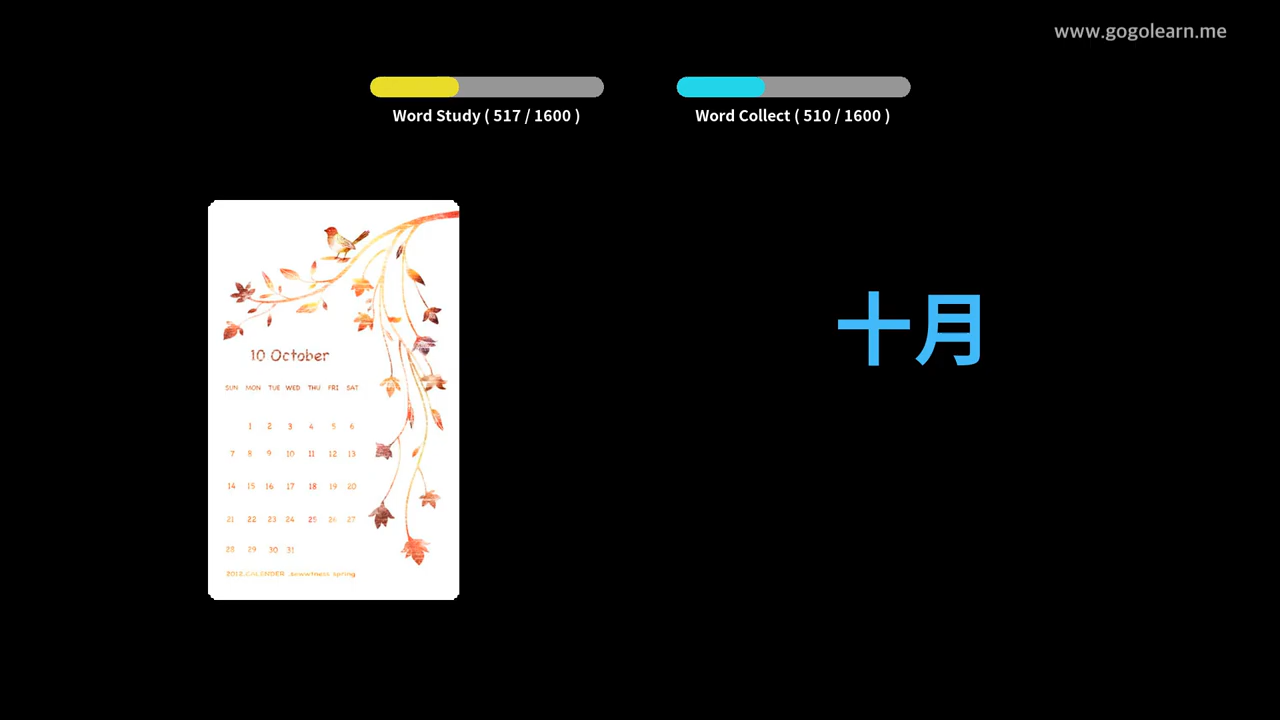 www.gogolearn.me
Word Study ( 517 / 1600 )
Word Collect ( 510 / 1600 )
10 October
SUN MON TUE WED THU FRI SAT
1 2 3 4 5 6
7 8 9 10 11 12 13
14 15 16 17 18 19 20
21 22 23 24 25 26 27
28 29 30 31
2012 CALENDER spring
十月